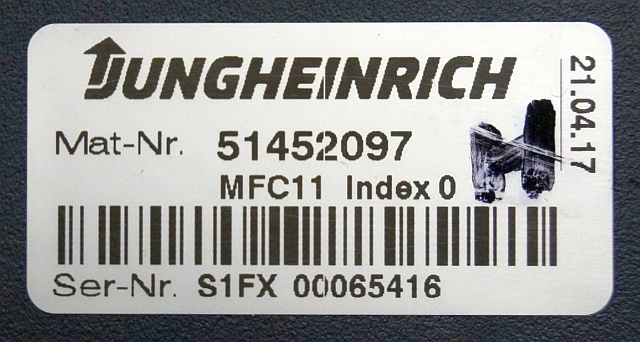 JUNGHEINRICH
Mat-Nr. 51452097
MFC11 Index 0
Ser-Nr. S1FX 00065416
21.04.17